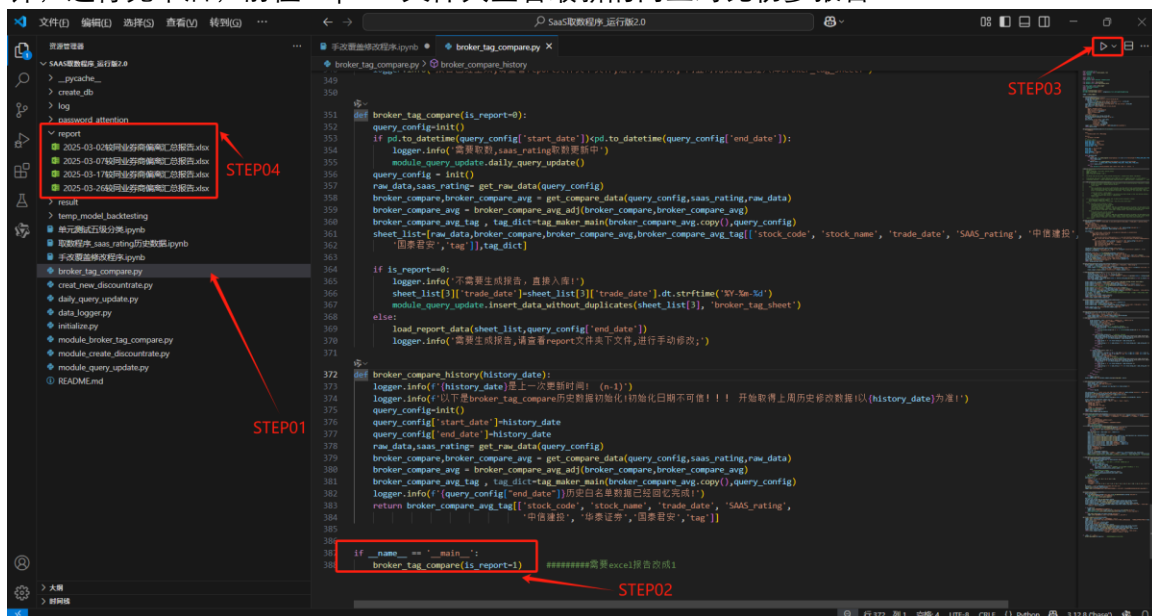 文件(F) 编辑(E) 选择(S) 查看(V) 转到(G) ···
SaaS取数程序_运行版2.0
资源管理器 ···
手改覆盖修改程序.ipynb ●
broker_tag_compare.py ×
broker_tag_compare.py > broker_compare_history
STEP03
SAAS取数程序_运行版2.0
> __pycache__
> create_db
> log
> password_attention
report
2025-03-02较同业券商偏离汇总报告.xlsx
2025-03-07较同业券商偏离汇总报告.xlsx
2025-03-17较同业券商偏离汇总报告.xlsx
2025-03-26较同业券商偏离汇总报告.xlsx
STEP04
> result
> temp_model_backtesting
单元测试五级分类.ipynb
取数程序_saas_rating历史数据.ipynb
手改覆盖修改程序.ipynb
broker_tag_compare.py
creat_new_discountrate.py
daily_query_update.py
data_logger.py
initialize.py
module_broker_tag_compare.py
module_create_discountrate.py
module_query_update.py
README.md
STEP01
> 大纲
> 时间线
349
350
351 def broker_tag_compare(is_report=0):
352 query_config=init()
353 if pd.to_datetime(query_config['start_date'])<pd.to_datetime(query_config['end_date']):
354 logger.info('需要取数,saas_rating取数更新中')
355 module_query_update.daily_query_update()
356 query_config = init()
357 raw_data,saas_rating= get_raw_data(query_config)
358 broker_compare,broker_compare_avg = get_compare_data(query_config,saas_rating,raw_data)
359 broker_compare_avg = broker_compare_avg_adj(broker_compare,broker_compare_avg)
360 broker_compare_avg_tag , tag_dict=tag_maker_main(broker_compare_avg.copy(),query_config)
361 sheet_list=[raw_data,broker_compare,broker_compare_avg,broker_compare_avg_tag[['stock_code', 'stock_name', 'trade_date', 'SAAS_rating', '中信建投',
362 '国泰君安','tag']],tag_dict]
363
364 if is_report==0:
365 logger.info('不需要生成报告，直接入库!')
366 sheet_list[3]['trade_date']=sheet_list[3]['trade_date'].dt.strftime('%Y-%m-%d')
367 module_query_update.insert_data_without_duplicates(sheet_list[3], 'broker_tag_sheet')
368 else:
369 load_report_data(sheet_list,query_config['end_date'])
370 logger.info('需要生成报告,请查看report文件夹下文件,进行手动修改;')
371
372 def broker_compare_history(history_date):
373 logger.info(f'{history_date}是上一次更新时间! (n-1)')
374 logger.info(f'以下是broker_tag_compare历史数据初始化!初始化日期不可信!!! 开始取得上周历史修改数据!以{history_date}为准!')
375 query_config=init()
376 query_config['start_date']=history_date
377 query_config['end_date']=history_date
378 raw_data,saas_rating= get_raw_data(query_config)
379 broker_compare,broker_compare_avg = get_compare_data(query_config,saas_rating,raw_data)
380 broker_compare_avg = broker_compare_avg_adj(broker_compare,broker_compare_avg)
381 broker_compare_avg_tag , tag_dict=tag_maker_main(broker_compare_avg.copy(),query_config)
382 logger.info(f'{query_config["end_date"]}历史白名单数据已经回忆完成!')
383 return broker_compare_avg_tag[['stock_code', 'stock_name', 'trade_date', 'SAAS_rating',
384 '中信建投', '华泰证券','国泰君安','tag']]
385
386
387 if __name__ == '__main__':
388 broker_tag_compare(is_report=1) #########需要excel报告改成1
STEP02
行 372, 列 1 空格: 4 UTF-8 CRLF {} Python